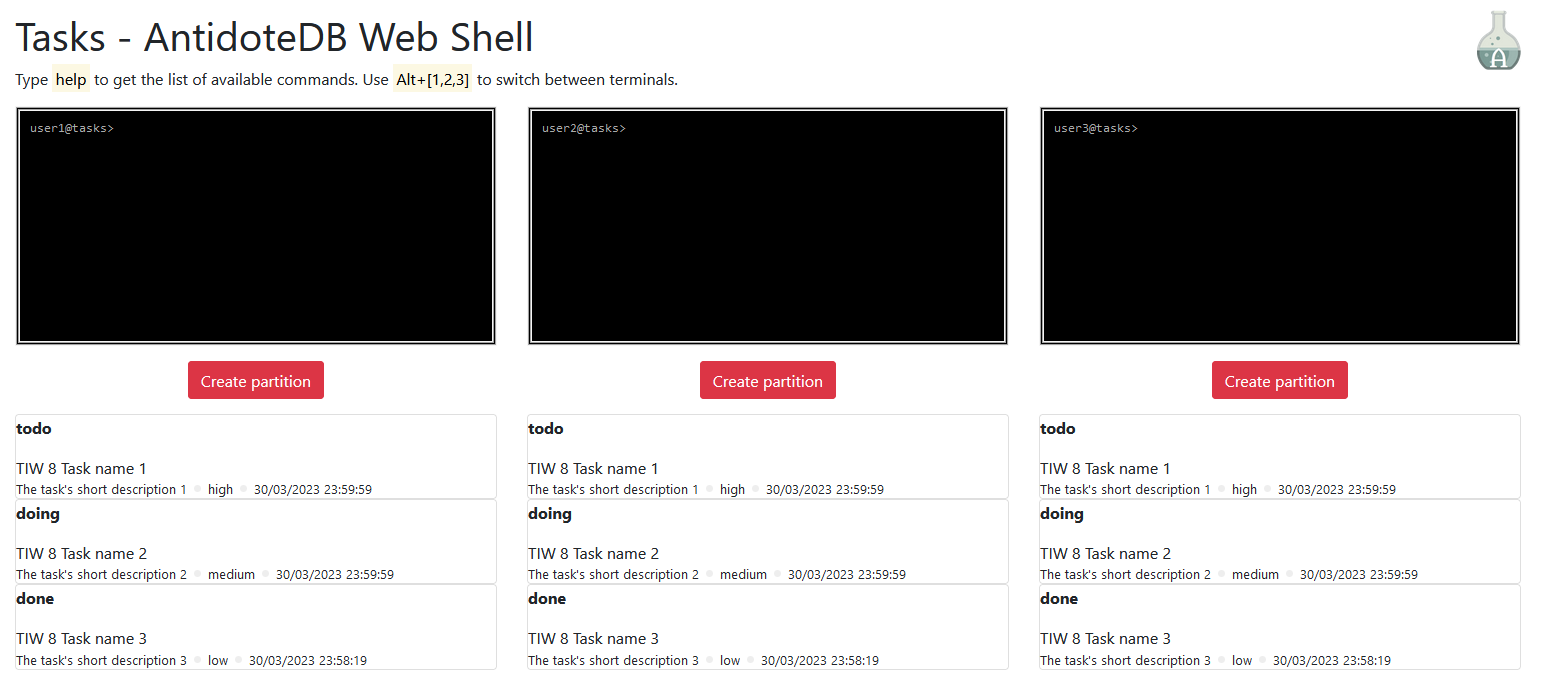 Tasks - AntidoteDB Web Shell
A
Type help to get the list of available commands. Use Alt+[1,2,3] to switch between terminals.
user1@tasks>
user2@tasks>
user3@tasks>
Create partition
Create partition
Create partition
todo
TIW 8 Task name 1
The task's short description 1 high 30/03/2023 23:59:59
doing
TIW 8 Task name 2
The task's short description 2 medium 30/03/2023 23:59:59
done
TIW 8 Task name 3
The task's short description 3 low 30/03/2023 23:58:19
todo
TIW 8 Task name 1
The task's short description 1 high 30/03/2023 23:59:59
doing
TIW 8 Task name 2
The task's short description 2 medium 30/03/2023 23:59:59
done
TIW 8 Task name 3
The task's short description 3 low 30/03/2023 23:58:19
todo
TIW 8 Task name 1
The task's short description 1 high 30/03/2023 23:59:59
doing
TIW 8 Task name 2
The task's short description 2 medium 30/03/2023 23:59:59
done
TIW 8 Task name 3
The task's short description 3 low 30/03/2023 23:58:19